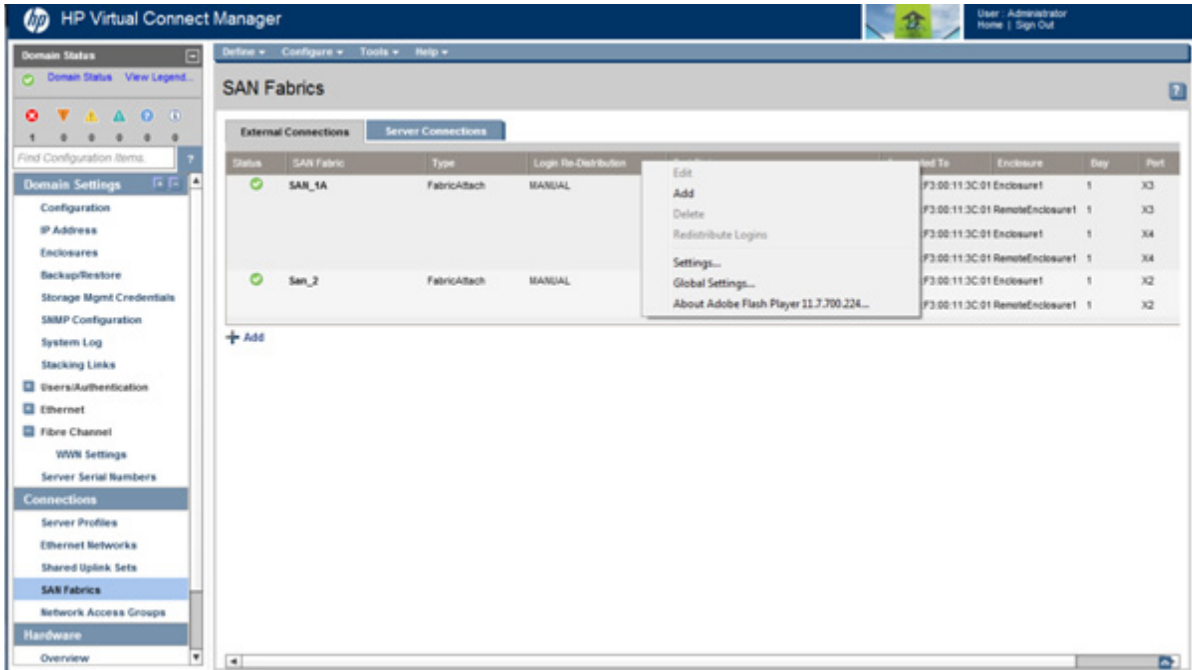 hp HP Virtual Connect Manager
User : Administrator
Home | Sign Out
Domain Status
Domain Status View Legend...
1 0 0 0 0 0
Find Configuration Items. ?
Domain Settings
Configuration
IP Address
Enclosures
Backup/Restore
Storage Mgmt Credentials
SNMP Configuration
System Log
Stacking Links
Users/Authentication
Ethernet
Fibre Channel
WWN Settings
Server Serial Numbers
Connections
Server Profiles
Ethernet Networks
Shared Uplink Sets
SAN Fabrics
Network Access Groups
Hardware
Overview
Define Configure Tools Help
SAN Fabrics ?
External Connections Server Connections
Status SAN Fabric Type Login Re-Distribution To Enclosure Bay Port
SAN_1A FabricAttach MANUAL :F3:00:11:3C:01 Enclosure1 1 X3
:F3:00:11:3C:01 RemoteEnclosure1 1 X3
:F3:00:11:3C:01 Enclosure1 1 X4
:F3:00:11:3C:01 RemoteEnclosure1 1 X4
San_2 FabricAttach MANUAL :F3:00:11:3C:01 Enclosure1 1 X2
:F3:00:11:3C:01 RemoteEnclosure1 1 X2
Edit
Add
Delete
Redistribute Logins
Settings...
Global Settings...
About Adobe Flash Player 11.7.700.224...
+ Add